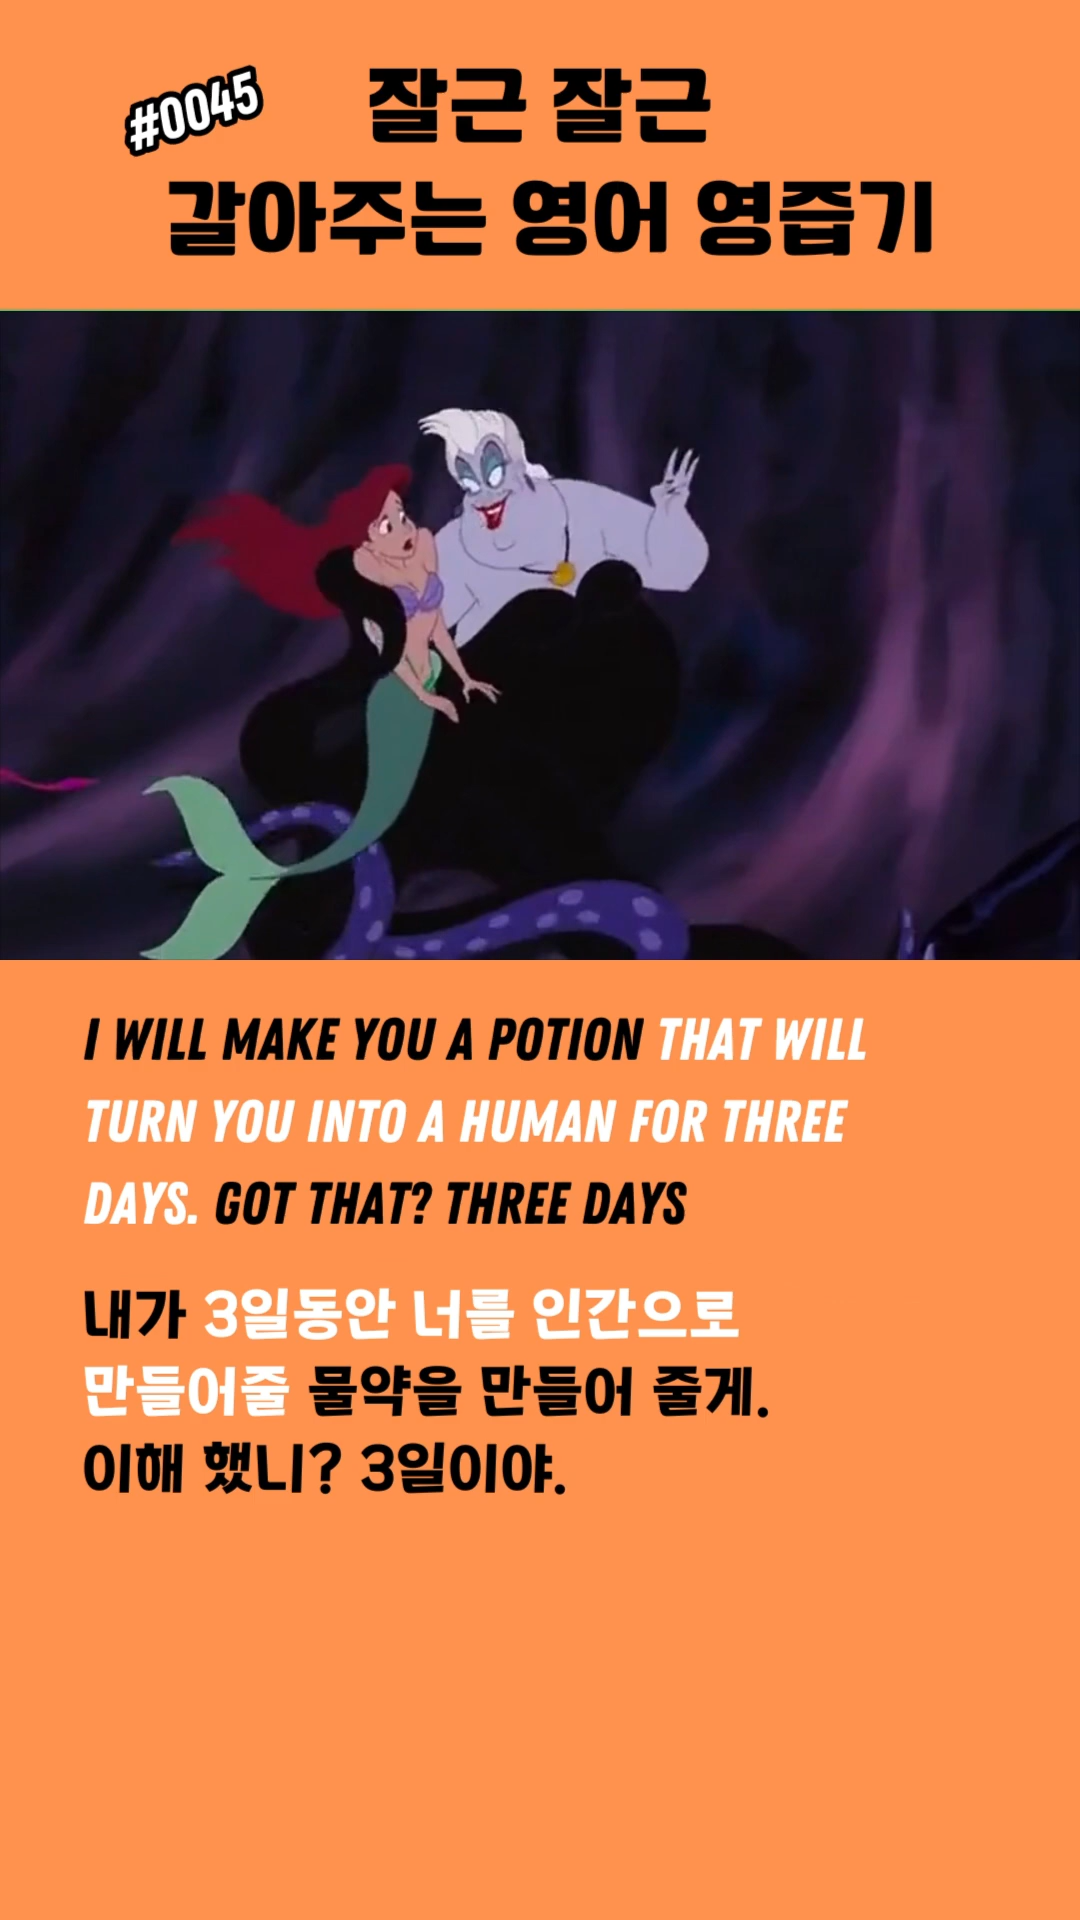 #0045
잘근 잘근
갈아주는 영어 영즙기
I WILL MAKE YOU A POTION THAT WILL
TURN YOU INTO A HUMAN FOR THREE
DAYS. GOT THAT? THREE DAYS
내가 3일동안 너를 인간으로
만들어줄 물약을 만들어 줄게.
이해 했니? 3일이야.